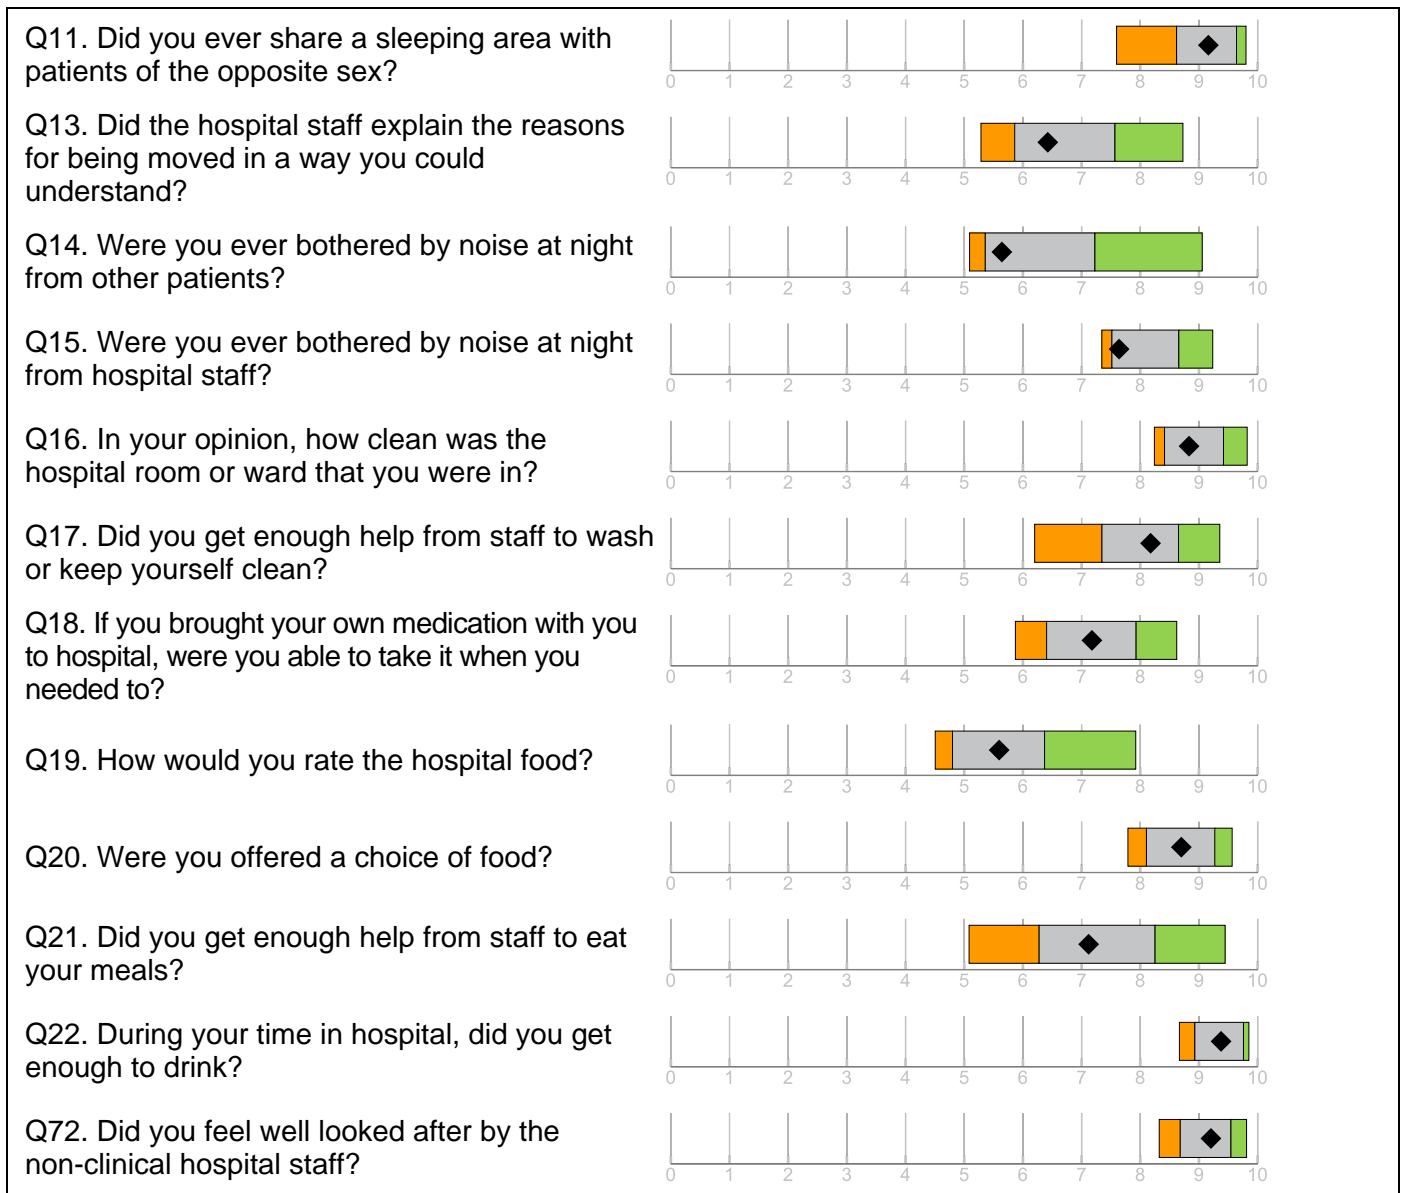 Q11. Did you ever share a sleeping area with
patients of the opposite sex?
0 1 2 3 4 5 6 7 8 9 10
Q13. Did the hospital staff explain the reasons
for being moved in a way you could
understand?
0 1 2 3 4 5 6 7 8 9 10
Q14. Were you ever bothered by noise at night
from other patients?
0 1 2 3 4 5 6 7 8 9 10
Q15. Were you ever bothered by noise at night
from hospital staff?
0 1 2 3 4 5 6 7 8 9 10
Q16. In your opinion, how clean was the
hospital room or ward that you were in?
0 1 2 3 4 5 6 7 8 9 10
Q17. Did you get enough help from staff to wash
or keep yourself clean?
0 1 2 3 4 5 6 7 8 9 10
Q18. If you brought your own medication with you
to hospital, were you able to take it when you
needed to?
0 1 2 3 4 5 6 7 8 9 10
Q19. How would you rate the hospital food?
0 1 2 3 4 5 6 7 8 9 10
Q20. Were you offered a choice of food?
0 1 2 3 4 5 6 7 8 9 10
Q21. Did you get enough help from staff to eat
your meals?
0 1 2 3 4 5 6 7 8 9 10
Q22. During your time in hospital, did you get
enough to drink?
0 1 2 3 4 5 6 7 8 9 10
Q72. Did you feel well looked after by the
non-clinical hospital staff?
0 1 2 3 4 5 6 7 8 9 10